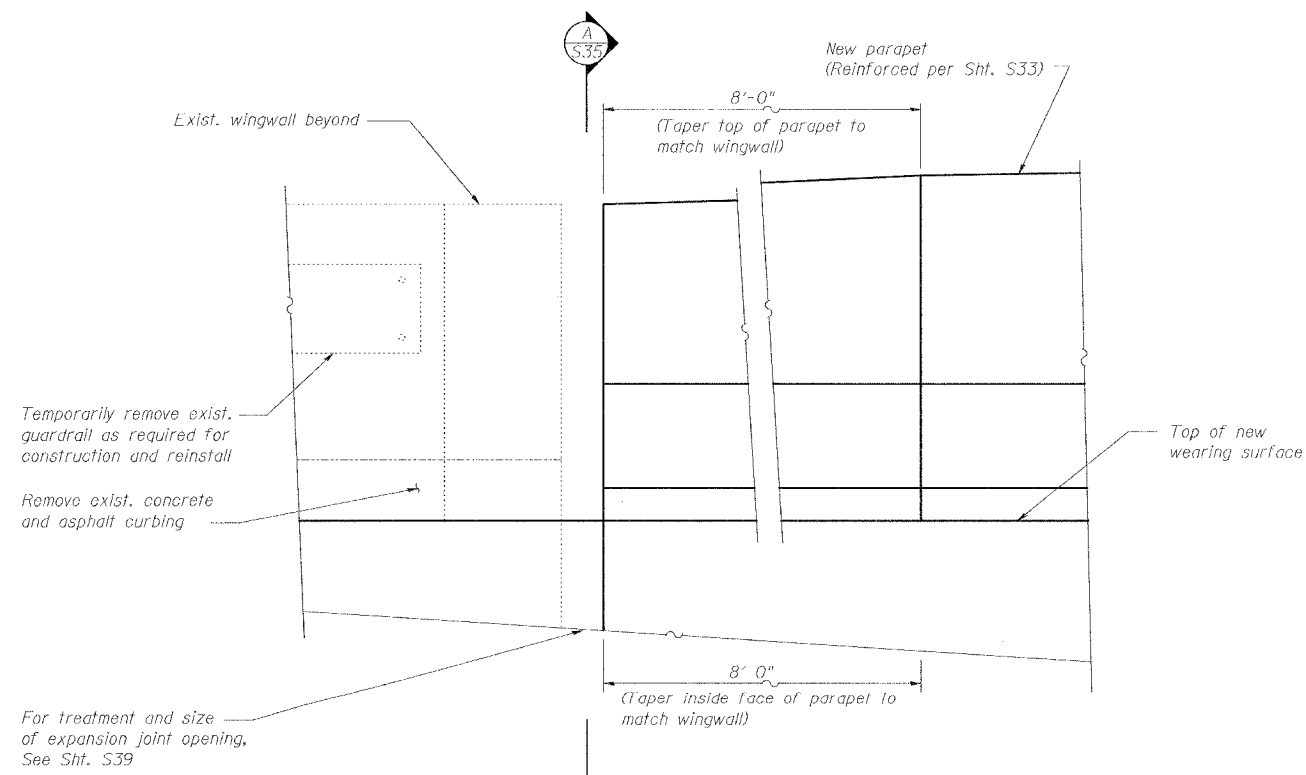 A
S35
New parapet
(Reinforced per Sht. S33)
8'-0"
(Taper top of parapet to
match wingwall)
Exist. wingwall beyond
Temporarily remove exist.
guardrail as required for
construction and reinstall
Remove exist. concrete
and asphalt curbing
Top of new
wearing surface
8' 0"
(Taper inside face of parapet to
match wingwall)
For treatment and size
of expansion joint opening,
See Sht. S39